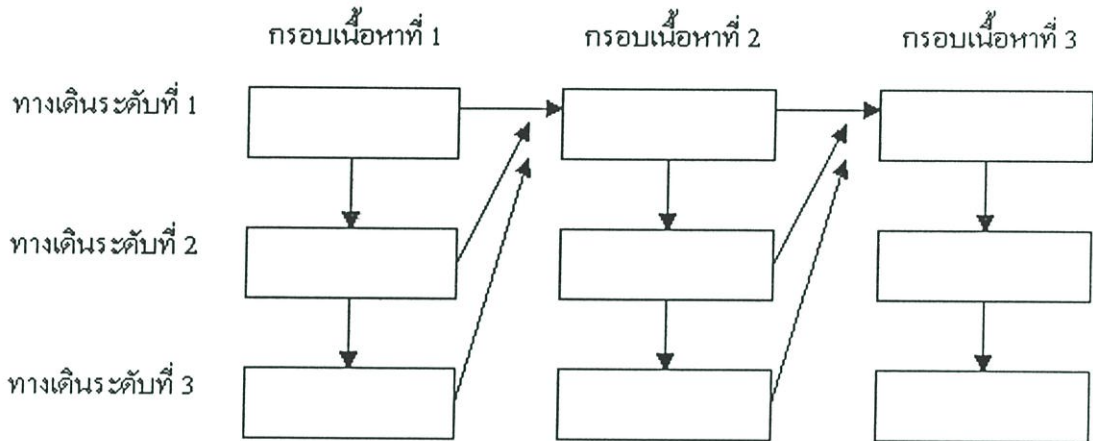 กรอบเนื้อหาที่ 1 กรอบเนื้อหาที่ 2 กรอบเนื้อหาที่ 3
ทางเดินระดับที่ 1
ทางเดินระดับที่ 2
ทางเดินระดับที่ 3